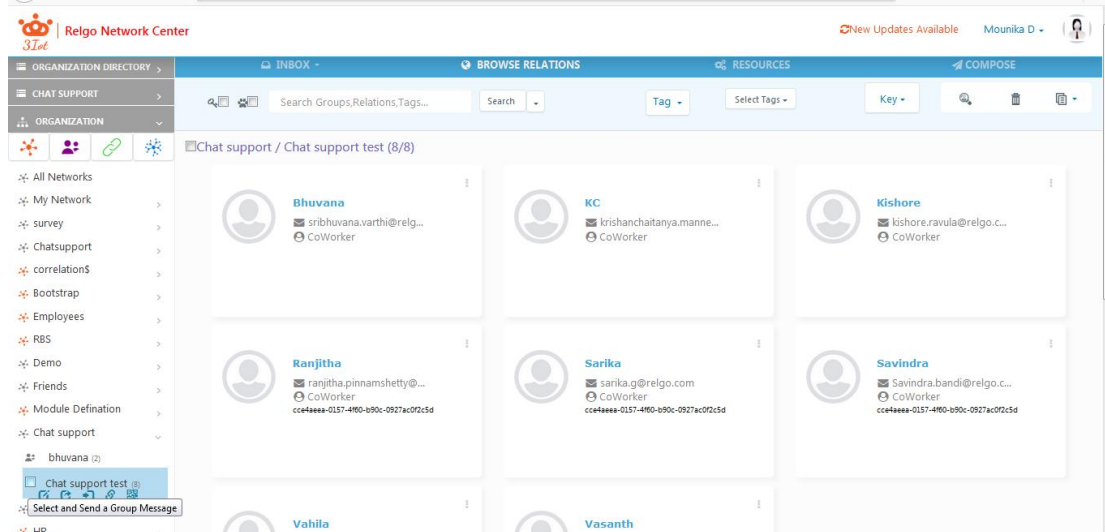 Relgo Network Center
3Iot
New Updates Available
Mounika D
ORGANIZATION DIRECTORY
INBOX
BROWSE RELATIONS
RESOURCES
COMPOSE
CHAT SUPPORT
ORGANIZATION
Search Groups,Relations,Tags...
Search
Tag
Select Tags
Key
Chat support / Chat support test (8/8)
All Networks
My Network
survey
Chatsupport
correlation$
Bootstrap
Employees
RBS
Demo
Friends
Module Defination
Chat support
bhuvana (2)
Chat support test (8)
Select and Send a Group Message
HR
Bhuvana
sribhuvana.varthi@relg...
CoWorker
KC
krishanchaitanya.manne...
CoWorker
Kishore
kishore.ravula@relgo.c...
CoWorker
Ranjitha
ranjitha.pinnamshetty@...
CoWorker
cce4aeea-0157-4f60-b90c-0927ac0f2c5d
Sarika
sarika.g@relgo.com
CoWorker
cce4aeea-0157-4f60-b90c-0927ac0f2c5d
Savindra
Savindra.bandi@relgo.c...
CoWorker
cce4aeea-0157-4f60-b90c-0927ac0f2c5d
Vahila
Vasanth